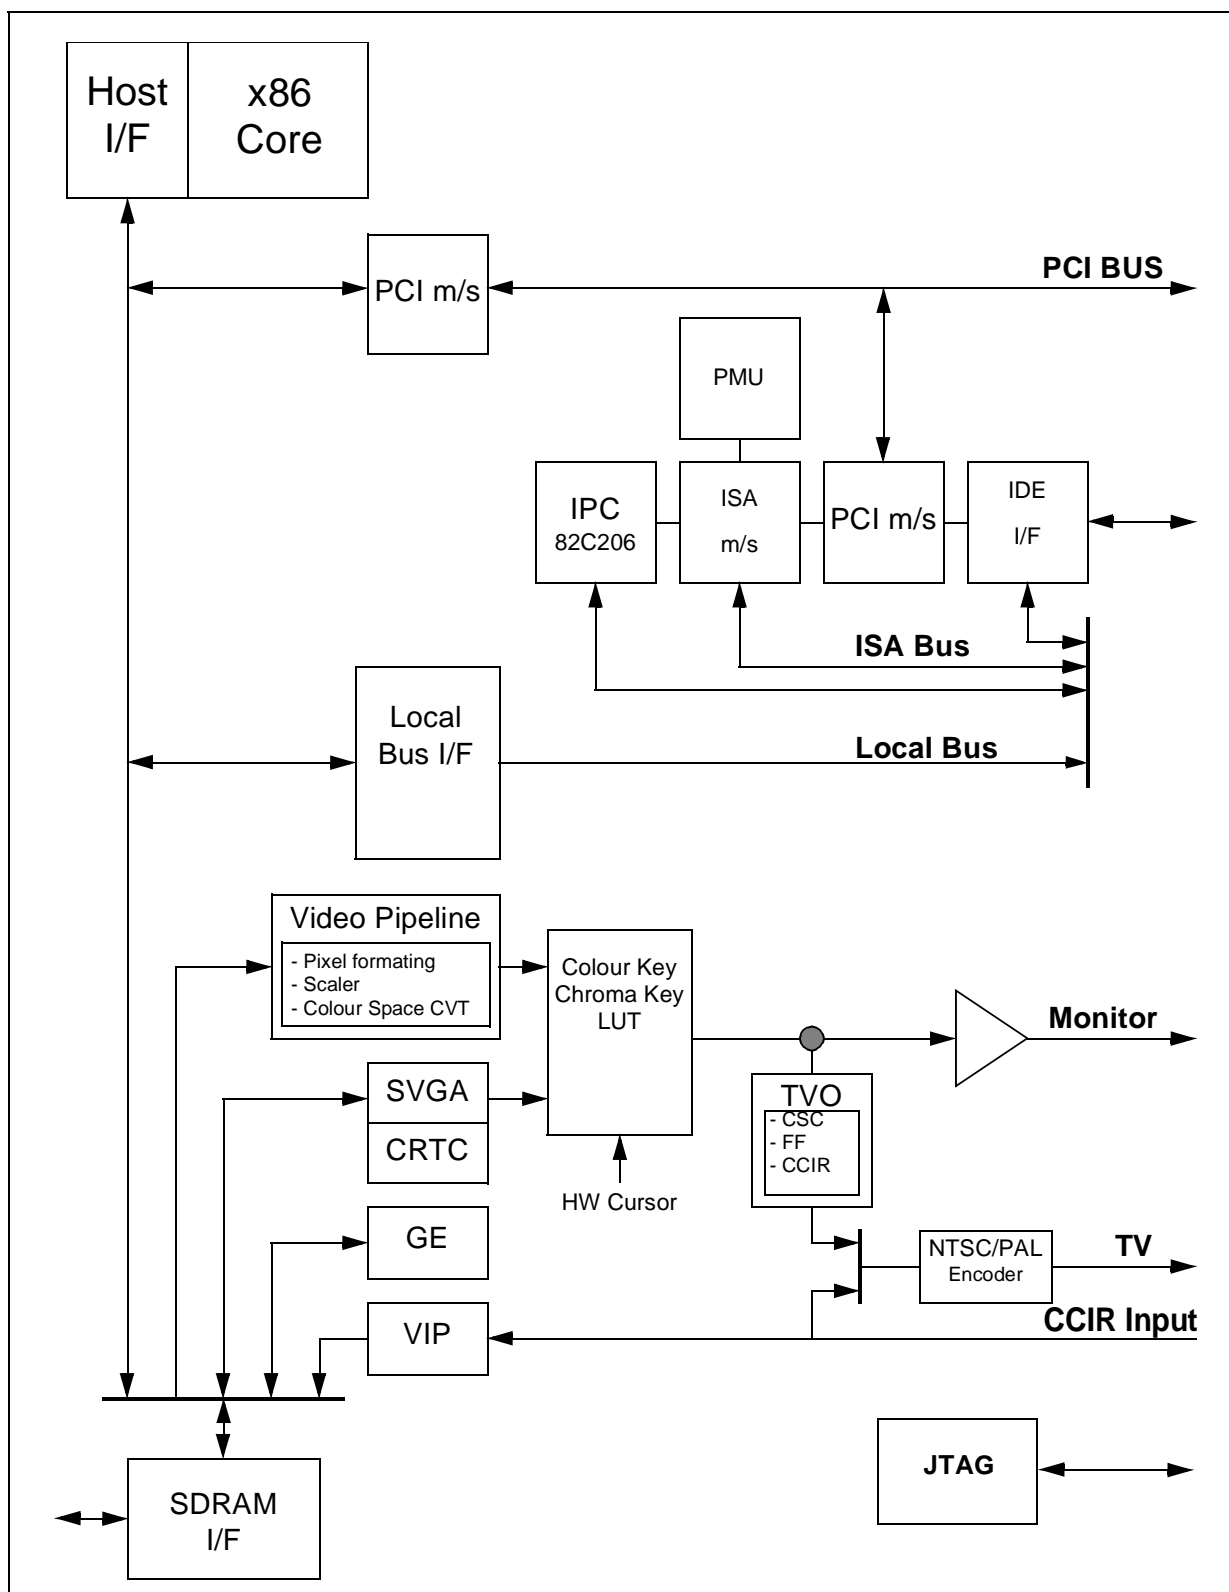 Host
I/F
x86
Core
PCI m/s
PCI BUS
PMU
IPC
82C206
ISA
m/s
PCI m/s
IDE
I/F
ISA Bus
Local
Bus I/F
Local Bus
Video Pipeline
- Pixel formating
- Scaler
- Colour Space CVT
Colour Key
Chroma Key
LUT
Monitor
SVGA
CRTC
TVO
- CSC
- FF
- CCIR
HW Cursor
GE
NTSC/PAL
Encoder
TV
VIP
CCIR Input
JTAG
SDRAM
I/F